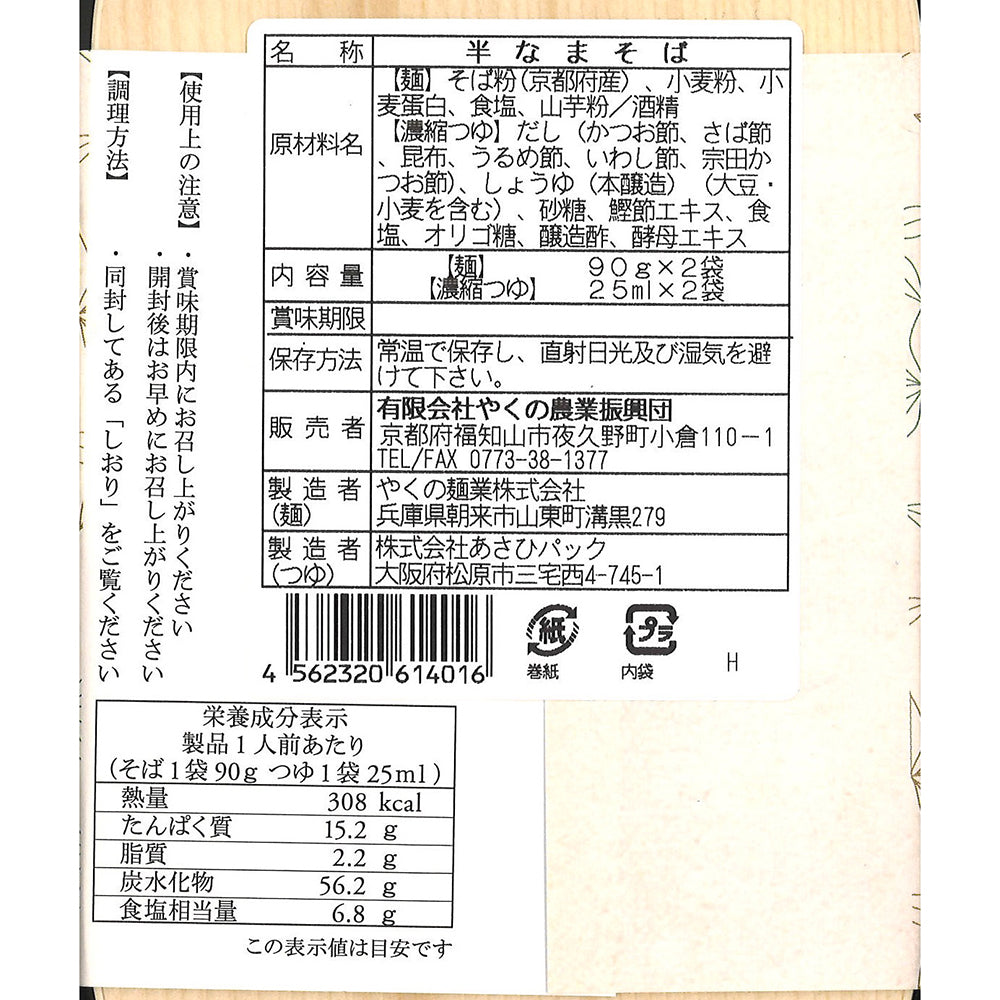 名称 半なまそば
原材料名 【麺】そば粉(京都府産)、小麦粉、小
麦蛋白、食塩、山芋粉/酒精
【濃縮つゆ】だし(かつお節、さば節
、昆布、うるめ節、いわし節、宗田か
つお節)、しょうゆ(本醸造)(大豆・
小麦を含む)、砂糖、鰹節エキス、食
塩、オリゴ糖、醸造酢、酵母エキス
内容量 【麺】 90g×2袋
【濃縮つゆ】 25ml×2袋
賞味期限
保存方法 常温で保存し、直射日光及び湿気を避
けて下さい。
販売者 有限会社やくの農業振興団
京都府福知山市夜久野町小倉110-1
TEL/FAX 0773-38-1377
製造者(麺) やくの麺業株式会社
兵庫県朝来市山東町溝黒279
製造者(つゆ) 株式会社あさひパック
大阪府松原市三宅西4-745-1
4 562320 614016
紙
巻紙
プラ
内袋
H
【使用上の注意】
・賞味期限内にお召し上がりください
・開封後はお早めにお召し上がりください
【調理方法】
・同封してある「しおり」をご覧ください
栄養成分表示
製品1人前あたり
(そば1袋90g つゆ1袋25ml)
熱量 308 kcal
たんぱく質 15.2 g
脂質 2.2 g
炭水化物 56.2 g
食塩相当量 6.8 g
この表示値は目安です